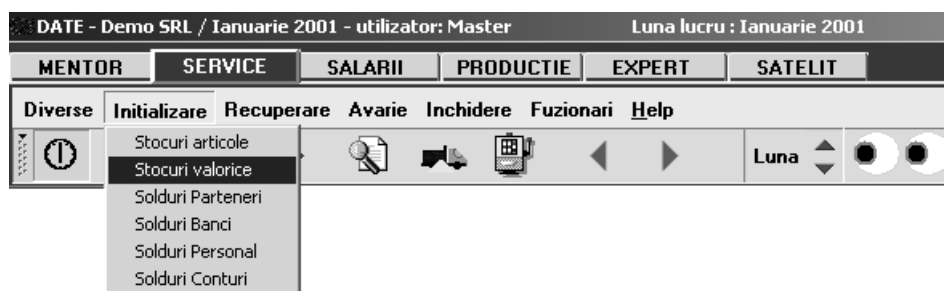 DATE - Demo SRL / Ianuarie 2001 - utilizator: Master Luna lucru : Ianuarie 2001
MENTOR SERVICE SALARII PRODUCTIE EXPERT SATELIT
Diverse Initializare Recuperare Avarie Inchidere Fuzionari Help
Luna
Stocuri articole
Stocuri valorice
Solduri Parteneri
Solduri Banci
Solduri Personal
Solduri Conturi